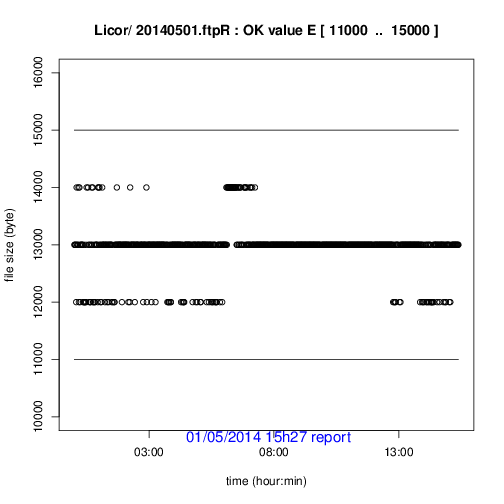 Licor/ 20140501.ftpR : OK value E [ 11000  ..  15000 ]
file size (byte)
16000
15000
14000
13000
12000
11000
10000
01/05/2014 15h27 report
03:00 08:00 13:00
time (hour:min)